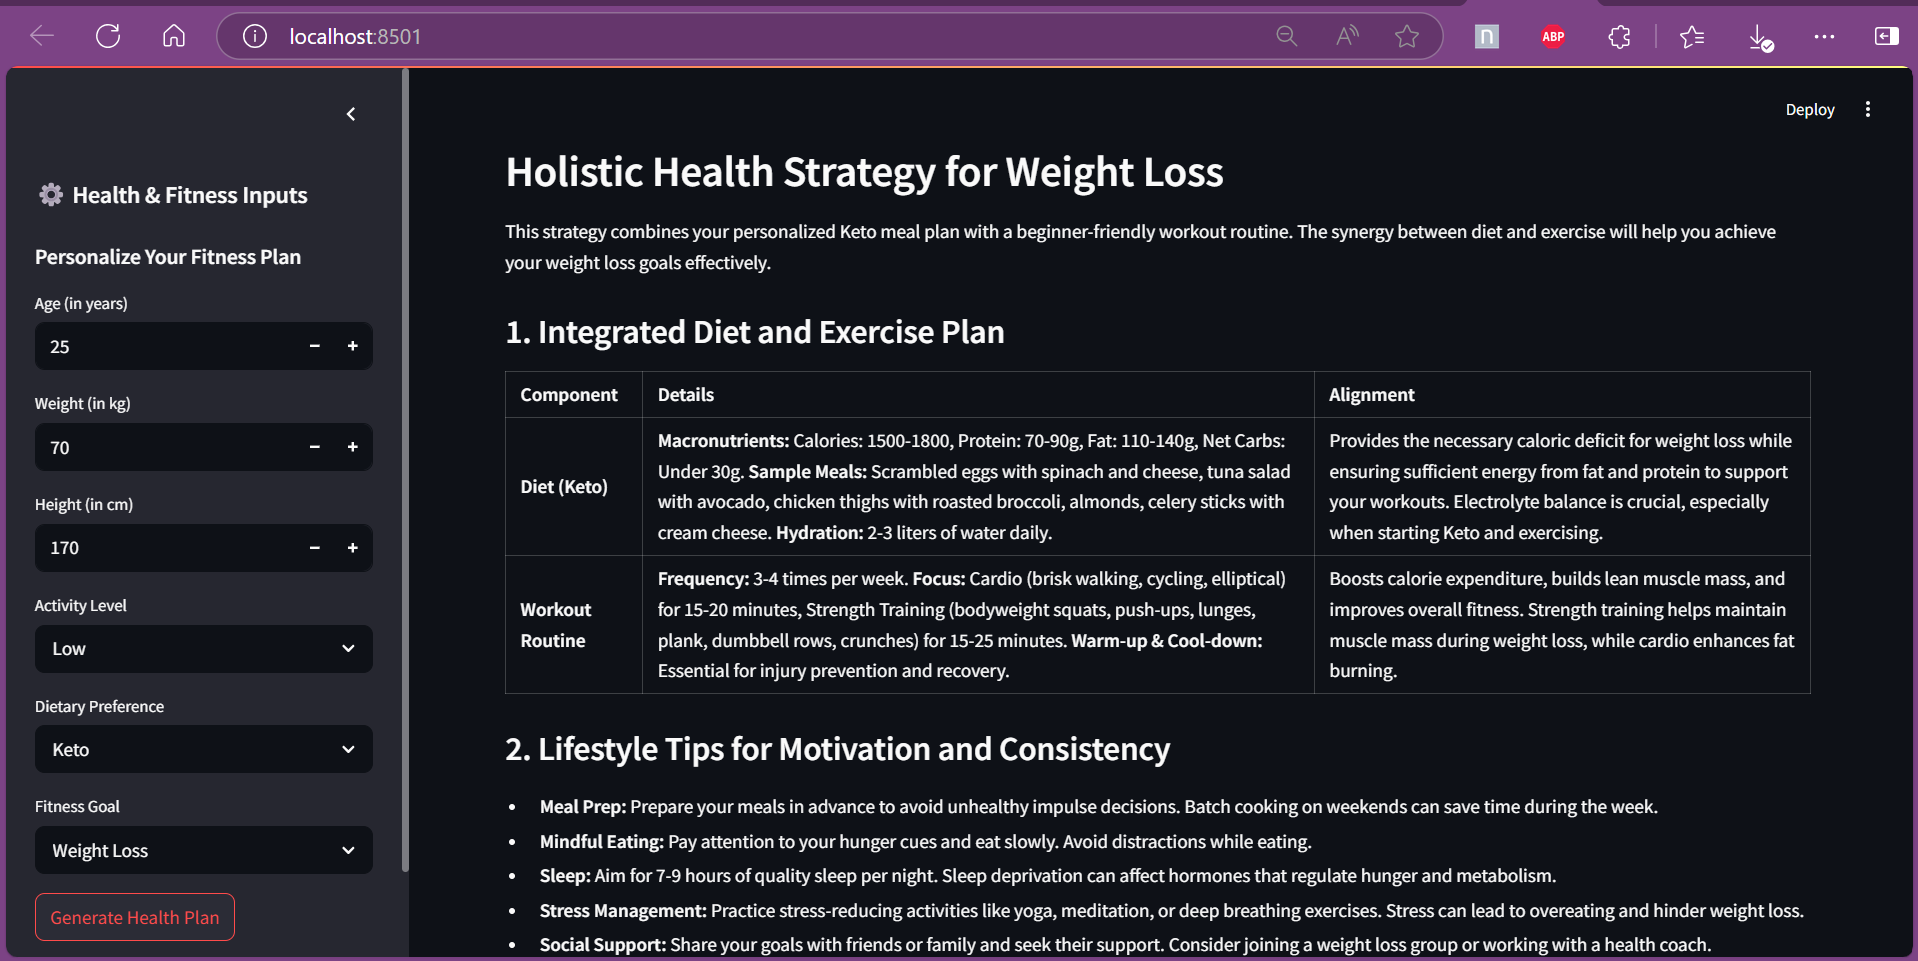 localhost:8501
n
ABP
Deploy
Health & Fitness Inputs
Personalize Your Fitness Plan
Age (in years)
25
Weight (in kg)
70
Height (in cm)
170
Activity Level
Low
Dietary Preference
Keto
Fitness Goal
Weight Loss
Generate Health Plan
Holistic Health Strategy for Weight Loss
This strategy combines your personalized Keto meal plan with a beginner-friendly workout routine. The synergy between diet and exercise will help you achieve
your weight loss goals effectively.
1. Integrated Diet and Exercise Plan
Component Details Alignment
Diet (Keto)
Macronutrients: Calories: 1500-1800, Protein: 70-90g, Fat: 110-140g, Net Carbs:
Under 30g. Sample Meals: Scrambled eggs with spinach and cheese, tuna salad
with avocado, chicken thighs with roasted broccoli, almonds, celery sticks with
cream cheese. Hydration: 2-3 liters of water daily.
Provides the necessary caloric deficit for weight loss while
ensuring sufficient energy from fat and protein to support
your workouts. Electrolyte balance is crucial, especially
when starting Keto and exercising.
Workout
Routine
Frequency: 3-4 times per week. Focus: Cardio (brisk walking, cycling, elliptical)
for 15-20 minutes, Strength Training (bodyweight squats, push-ups, lunges,
plank, dumbbell rows, crunches) for 15-25 minutes. Warm-up & Cool-down:
Essential for injury prevention and recovery.
Boosts calorie expenditure, builds lean muscle mass, and
improves overall fitness. Strength training helps maintain
muscle mass during weight loss, while cardio enhances fat
burning.
2. Lifestyle Tips for Motivation and Consistency
• Meal Prep: Prepare your meals in advance to avoid unhealthy impulse decisions. Batch cooking on weekends can save time during the week.
• Mindful Eating: Pay attention to your hunger cues and eat slowly. Avoid distractions while eating.
• Sleep: Aim for 7-9 hours of quality sleep per night. Sleep deprivation can affect hormones that regulate hunger and metabolism.
• Stress Management: Practice stress-reducing activities like yoga, meditation, or deep breathing exercises. Stress can lead to overeating and hinder weight loss.
• Social Support: Share your goals with friends or family and seek their support. Consider joining a weight loss group or working with a health coach.